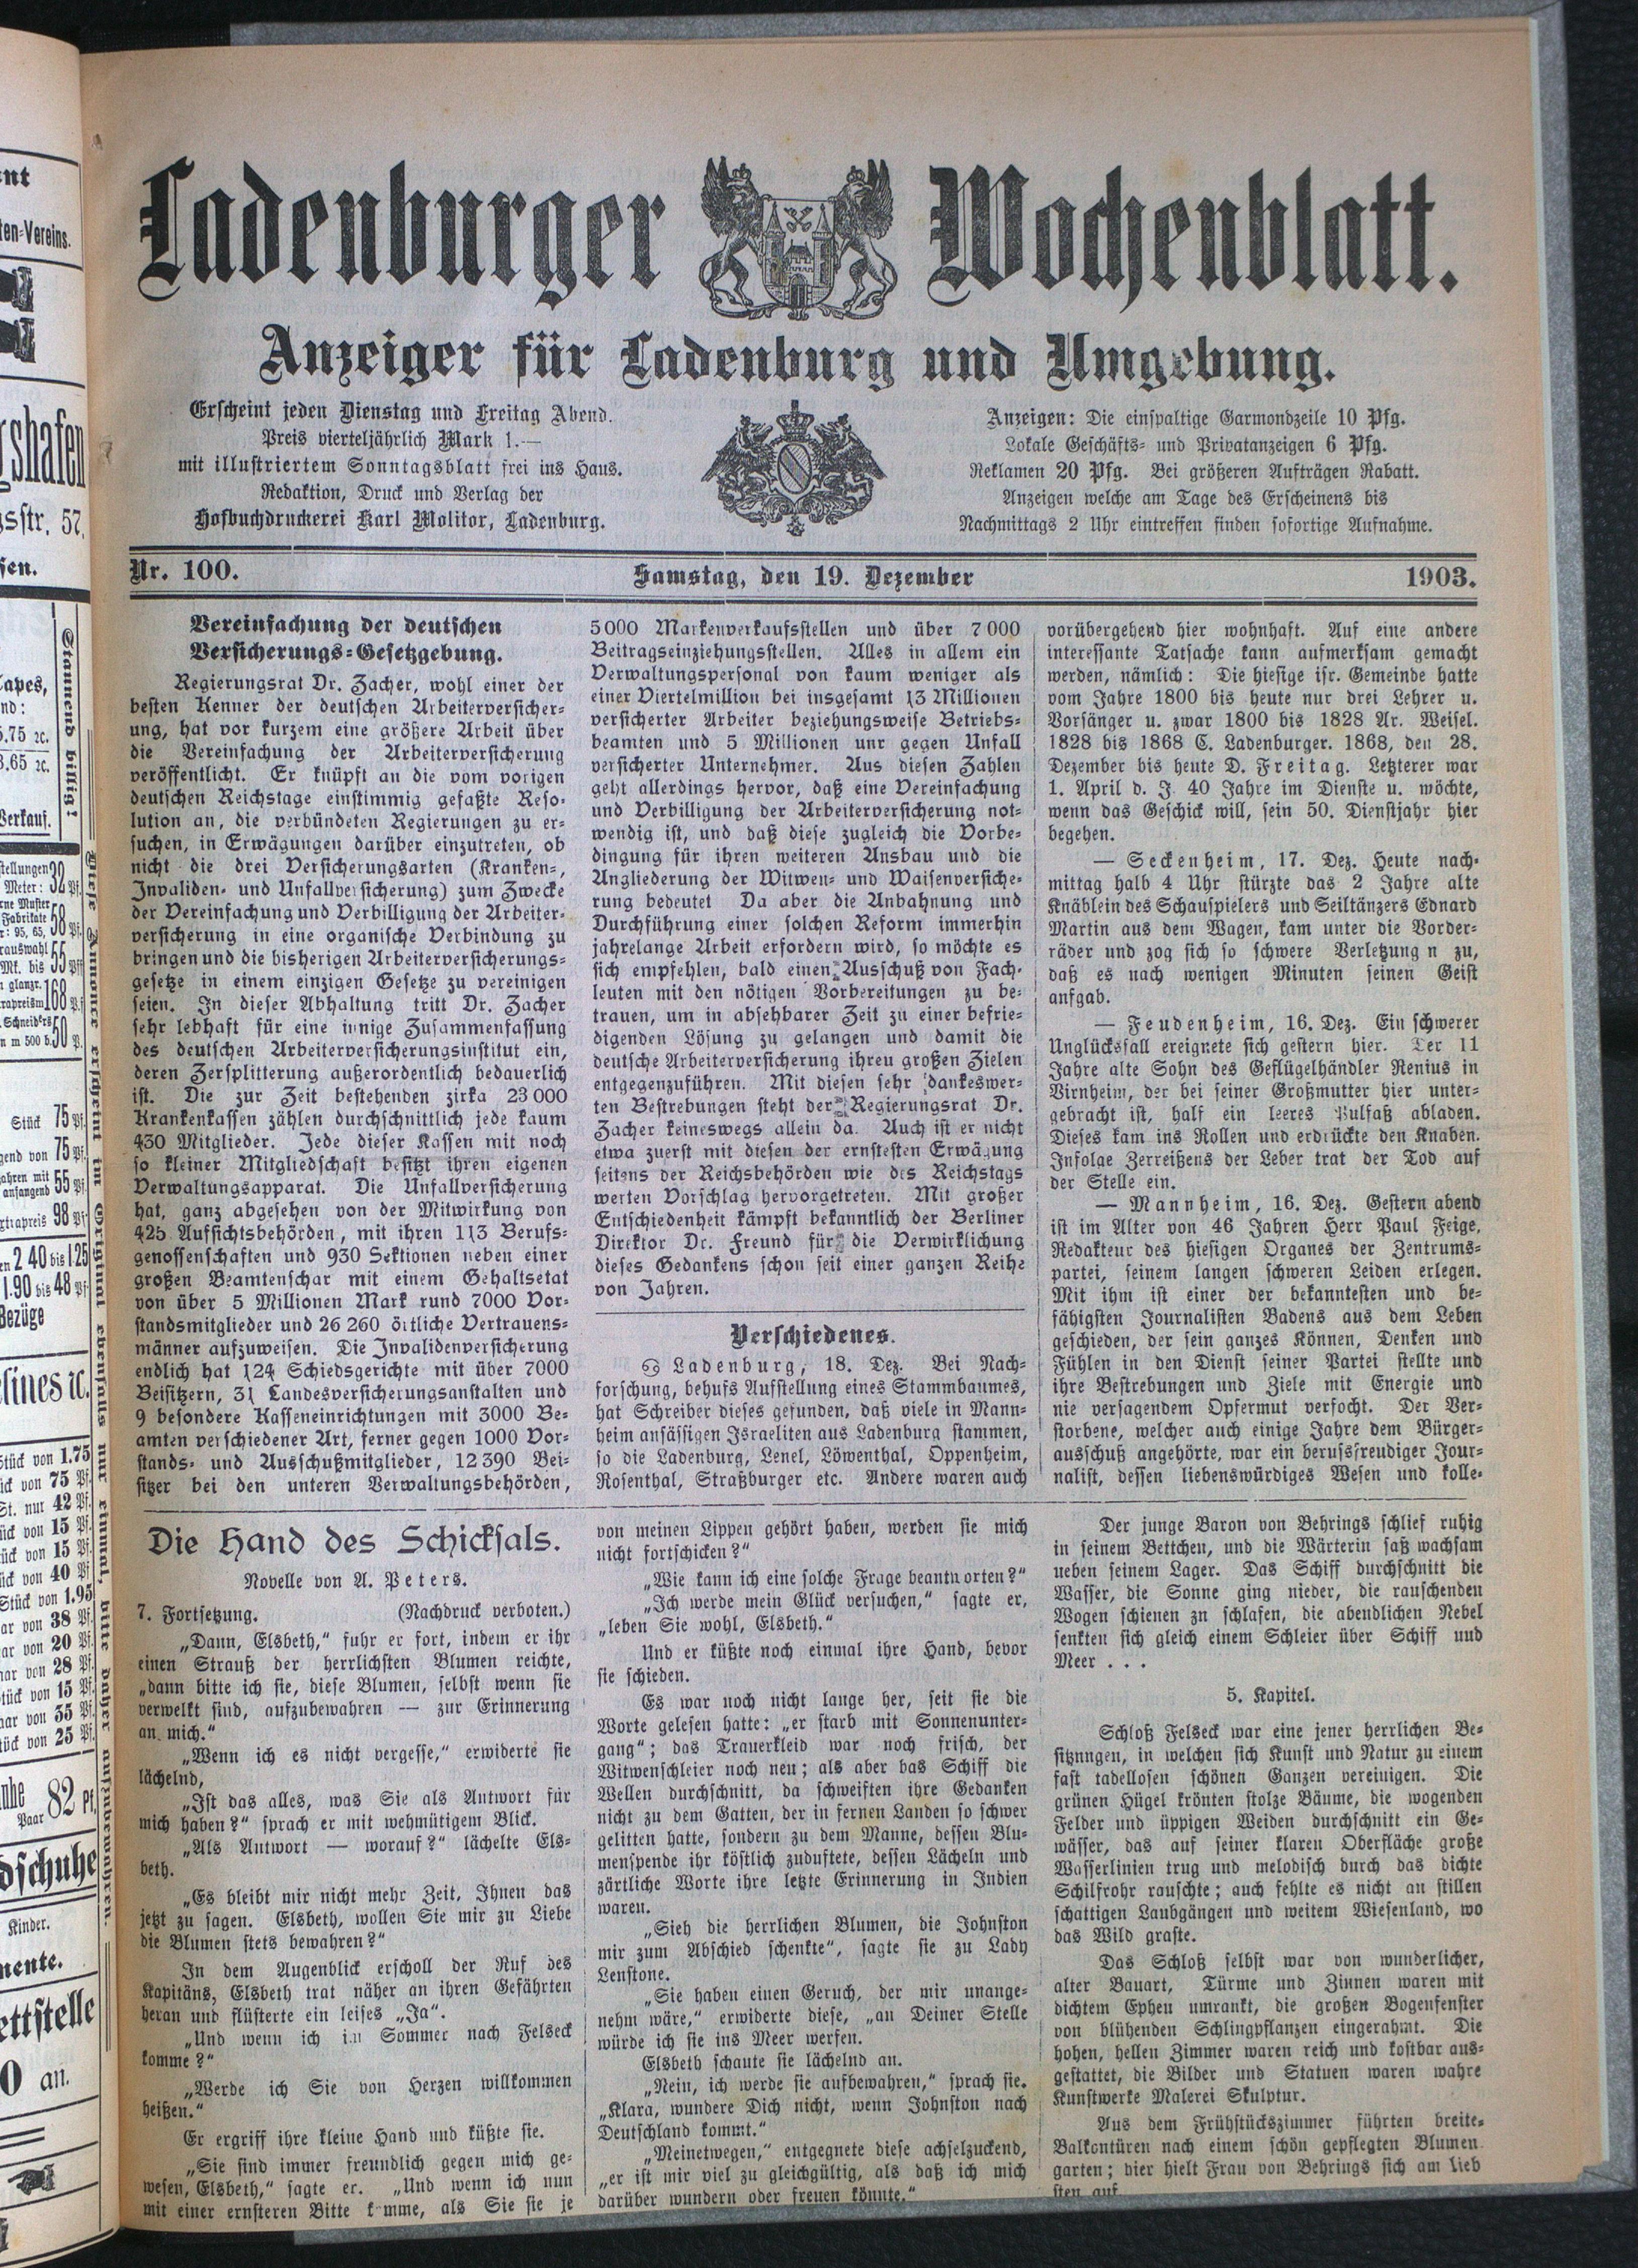 Ladenburger Wochenblatt.
Anzeiger für Ladenburg und Umgebung.
Erscheint jeden Dienstag und Freitag Abend.
Preis vierteljährlich Mark 1.—
mit illustriertem Sonntagsblatt frei ins Haus.
Redaktion, Druck und Verlag der
Hofbuchdruckerei Karl Molitor, Ladenburg.
Anzeigen: Die einspaltige Garmondzeile 10 Pfg.
Lokale Geschäfts- und Privatanzeigen 6 Pfg.
Reklamen 20 Pfg. Bei größeren Aufträgen Rabatt.
Anzeigen welche am Tage des Erscheinens bis
Nachmittags 2 Uhr eintreffen finden sofortige Aufnahme.
Nr. 100.
Samstag, den 19. Dezember
1903.
Vereinfachung der deutschen
Versicherungs-Gesetzgebung.
Regierungsrat Dr. Zacher, wohl einer der
besten Kenner der deutschen Arbeiterversicher-
ung, hat vor kurzem eine größere Arbeit über
die Vereinfachung der Arbeiterversicherung
veröffentlicht. Er knüpft an die vom vorigen
deutschen Reichstage einstimmig gefaßte Reso-
lution an, die verbündeten Regierungen zu er-
suchen, in Erwägungen darüber einzutreten, ob
nicht die drei Versicherungsarten (Kranken-,
Invaliden- und Unfallversicherung) zum Zwecke
der Vereinfachung und Verbilligung der Arbeiter-
versicherung in eine organische Verbindung zu
bringen und die bisherigen Arbeiterversicherungs-
gesetze in einem einzigen Gesetze zu vereinigen
seien. In dieser Abhaltung tritt Dr. Zacher
sehr lebhaft für eine innige Zusammenfassung
des deutschen Arbeiterversicherungsinstitut ein,
deren Zersplitterung außerordentlich bedauerlich
ist. Die zur Zeit bestehenden zirka 23 000
Krankenkassen zählen durchschnittlich jede kaum
430 Mitglieder. Jede dieser Kassen mit noch
so kleiner Mitgliedschaft besitzt ihren eigenen
Verwaltungsapparat. Die Unfallversicherung
hat, ganz abgesehen von der Mitwirkung von
425 Aufsichtsbehörden, mit ihren 113 Berufs-
genossenschaften und 930 Sektionen neben einer
großen Beamtenschar mit einem Gehaltsetat
von über 5 Millionen Mark rund 7000 Vor-
standsmitglieder und 26 260 örtliche Vertrauens-
männer aufzuweisen. Die Invalidenversicherung
endlich hat 124 Schiedsgerichte mit über 7000
Beisitzern, 31 Landesversicherungsanstalten und
9 besondere Kasseneinrichtungen mit 3000 Be-
amten verschiedener Art, ferner gegen 1000 Vor-
stands- und Ausschußmitglieder, 12 390 Bei-
sitzer bei den unteren Verwaltungsbehörden,
5 000 Markenverkaufsstellen und über 7 000
Beitragseinziehungsstellen. Alles in allem ein
Verwaltungspersonal von kaum weniger als
einer Viertelmillion bei insgesamt 13 Millionen
versicherter Arbeiter beziehungsweise Betriebs-
beamten und 5 Millionen unr gegen Unfall
versicherter Unternehmer. Aus diesen Zahlen
geht allerdings hervor, daß eine Vereinfachung
und Verbilligung der Arbeiterversicherung not-
wendig ist, und daß diese zugleich die Vorbe-
dingung für ihren weiteren Ausbau und die
Angliederung der Witwen- und Waisenversiche-
rung bedeutet Da aber die Anbahnung und
Durchführung einer solchen Reform immerhin
jahrelange Arbeit erfordern wird, so möchte es
sich empfehlen, bald einen Ausschuß von Fach-
leuten mit den nötigen Vorbereitungen zu be-
trauen, um in absehbarer Zeit zu einer befrie-
digenden Lösung zu gelangen und damit die
deutsche Arbeiterversicherung ihreu großen Zielen
entgegenzuführen. Mit diesen sehr dankeswer-
ten Bestrebungen steht der Regierungsrat Dr.
Zacher keineswegs allein da. Auch ist er nicht
etwa zuerst mit diesen der ernstesten Erwägung
seitens der Reichsbehörden wie des Reichstags
werten Vorschlag hervorgetreten. Mit großer
Entschiedenheit kämpft bekanntlich der Berliner
Direktor Dr. Freund für die Verwirklichung
dieses Gedankens schon seit einer ganzen Reihe
von Jahren.
Verschiedenes.
Ladenburg, 18. Dez. Bei Nach-
forschung, behufs Aufstellung eines Stammbaumes,
hat Schreiber dieses gefunden, daß viele in Mann-
heim ansässigen Israeliten aus Ladenburg stammen,
so die Ladenburg, Lenel, Löwenthal, Oppenheim,
Rosenthal, Straßburger etc. Andere waren auch
vorübergehend hier wohnhaft. Auf eine andere
interessante Tatsache kann aufmerksam gemacht
werden, nämlich: Die hiesige isr. Gemeinde hatte
vom Jahre 1800 bis heute nur drei Lehrer u.
Vorsänger u. zwar 1800 bis 1828 Ar. Weisel.
1828 bis 1868 C. Ladenburger. 1868, den 28.
Dezember bis heute D. Freitag. Letzterer war
1. April d. J. 40 Jahre im Dienste u. möchte,
wenn das Geschick will, sein 50. Dienstjahr hier
begehen.
— Seckenheim, 17. Dez. Heute nach-
mittag halb 4 Uhr stürzte das 2 Jahre alte
Knäblein des Schauspielers und Seiltänzers Ednard
Martin aus dem Wagen, kam unter die Vorder-
räder und zog sich so schwere Verletzung n zu,
daß es nach wenigen Minuten seinen Geist
anfgab.
— Feudenheim, 16. Dez. Ein schwerer
Unglücksfall ereignete sich gestern hier. Der 11
Jahre alte Sohn des Geflügelhändler Renius in
Virnheim, der bei seiner Großmutter hier unter-
gebracht ist, half ein leeres Pulfaß abladen.
Dieses kam ins Rollen und erdrückte den Knaben.
Infolge Zerreißens der Leber trat der Tod auf
der Stelle ein.
— Mannheim, 16. Dez. Gestern abend
ist im Alter von 46 Jahren Herr Paul Feige,
Redakteur des hiesigen Organes der Zentrums-
partei, seinem langen schweren Leiden erlegen.
Mit ihm ist einer der bekanntesten und be-
fähigsten Journalisten Badens aus dem Leben
geschieden, der sein ganzes Können, Denken und
Fühlen in den Dienst seiner Partei stellte und
ihre Bestrebungen und Ziele mit Energie und
nie versagendem Opfermut verfocht. Der Ver-
storbene, welcher auch einige Jahre dem Bürger-
ausschuß angehörte, war ein berufsfreudiger Jour-
nalist, dessen liebenswürdiges Wesen und kolle-
Die Hand des Schicksals.
Novelle von A. Peters.
7. Fortsetzung. (Nachdruck verboten.)
„Dann, Elsbeth,“ fuhr er fort, indem er ihr
einen Strauß der herrlichsten Blumen reichte,
„dann bitte ich sie, diese Blumen, selbst wenn sie
verwelkt sind, aufzubewahren — zur Erinnerung
an mich.“
„Wenn ich es nicht vergesse,“ erwiderte sie
lächelnd,
„Ist das alles, was Sie als Antwort für
mich haben?“ sprach er mit wehmütigem Blick.
„Als Antwort — worauf?“ lächelte Els-
beth.
„Es bleibt mir nicht mehr Zeit, Ihnen das
jetzt zu sagen. Elsbeth, wollen Sie mir zu Liebe
die Blumen stets bewahren?“
In dem Augenblick erscholl der Ruf des
Kapitäns, Elsbeth trat näher an ihren Gefährten
heran und flüsterte ein leises „Ja“.
„Und wenn ich im Sommer nach Felseck
komme?“
„Werde ich Sie von Herzen willkommen
heißen.“
Er ergriff ihre kleine Hand und küßte sie.
„Sie sind immer freundlich gegen mich ge-
wesen, Elsbeth,“ sagte er. „Und wenn ich nun
mit einer ernsteren Bitte k mme, als Sie sie je
von meinen Lippen gehört haben, werden sie mich
nicht fortschicken?“
„Wie kann ich eine solche Frage beantworten?“
„Ich werde mein Glück versuchen,“ sagte er,
„leben Sie wohl, Elsbeth.“
Und er küßte noch einmal ihre Hand, bevor
sie schieden.
Es war noch nicht lange her, seit sie die
Worte gelesen hatte: „er starb mit Sonnenunter-
gang“; das Trauerkleid war noch frisch, der
Witwenschleier noch neu; als aber das Schiff die
Wellen durchschnitt, da schweiften ihre Gedanken
nicht zu dem Gatten, der in fernen Landen so schwer
gelitten hatte, sondern zu dem Manne, dessen Blu-
menspende ihr köstlich zuduftete, dessen Lächeln und
zärtliche Worte ihre letzte Erinnerung in Indien
waren.
„Sieh die herrlichen Blumen, die Johnston
mir zum Abschied schenkte“, sagte sie zu Lady
Lenstone.
„Sie haben einen Geruch, der mir unange-
nehm wäre,“ erwiderte diese, „an Deiner Stelle
würde ich sie ins Meer werfen.
Elsbeth schaute sie lächelnd an.
„Nein, ich werde sie aufbewahren,“ sprach sie.
„Klara, wundere Dich nicht, wenn Johnston nach
Deutschland kommt.“
„Meinetwegen,“ entgegnete diese achselzuckend,
„er ist mir viel zu gleichgültig, als daß ich mich
darüber wundern oder freuen könnte.“
Der junge Baron von Behrings schlief ruhig
in seinem Bettchen, und die Wärterin saß wachsam
neben seinem Lager. Das Schiff durchschnitt die
Wasser, die Sonne ging nieder, die rauschenden
Wogen schienen zu schlafen, die abendlichen Nebel
senkten sich gleich einem Schleier über Schiff und
Meer . . .
5. Kapitel.
Schloß Felseck war eine jener herrlichen Be-
sitznngen, in welchen sich Kunst und Natur zu einem
fast tadellosen schönen Ganzen vereinigen. Die
grünen Hügel krönten stolze Bäume, die wogenden
Felder und üppigen Weiden durchschnitt ein Ge-
wässer, das auf seiner klaren Oberfläche große
Wasserlinien trug und melodisch durch das dichte
Schilfrohr rauschte; auch fehlte es nicht an stillen
schattigen Laubgängen und weitem Wiesenland, wo
das Wild graste.
Das Schloß selbst war von wunderlicher,
alter Bauart, Türme und Zinnen waren mit
dichtem Epheu umrankt, die großen Bogenfenster
von blühenden Schlingpflanzen eingerahmt. Die
hohen, hellen Zimmer waren reich und kostbar aus-
gestattet, die Bilder und Statuen waren wahre
Kunstwerke Malerei Skulptur.
Aus dem Frühstückszimmer führten breite-
Balkontüren nach einem schön gepflegten Blumen-
garten; hier hielt Frau von Behrings sich am lieb
sten auf.